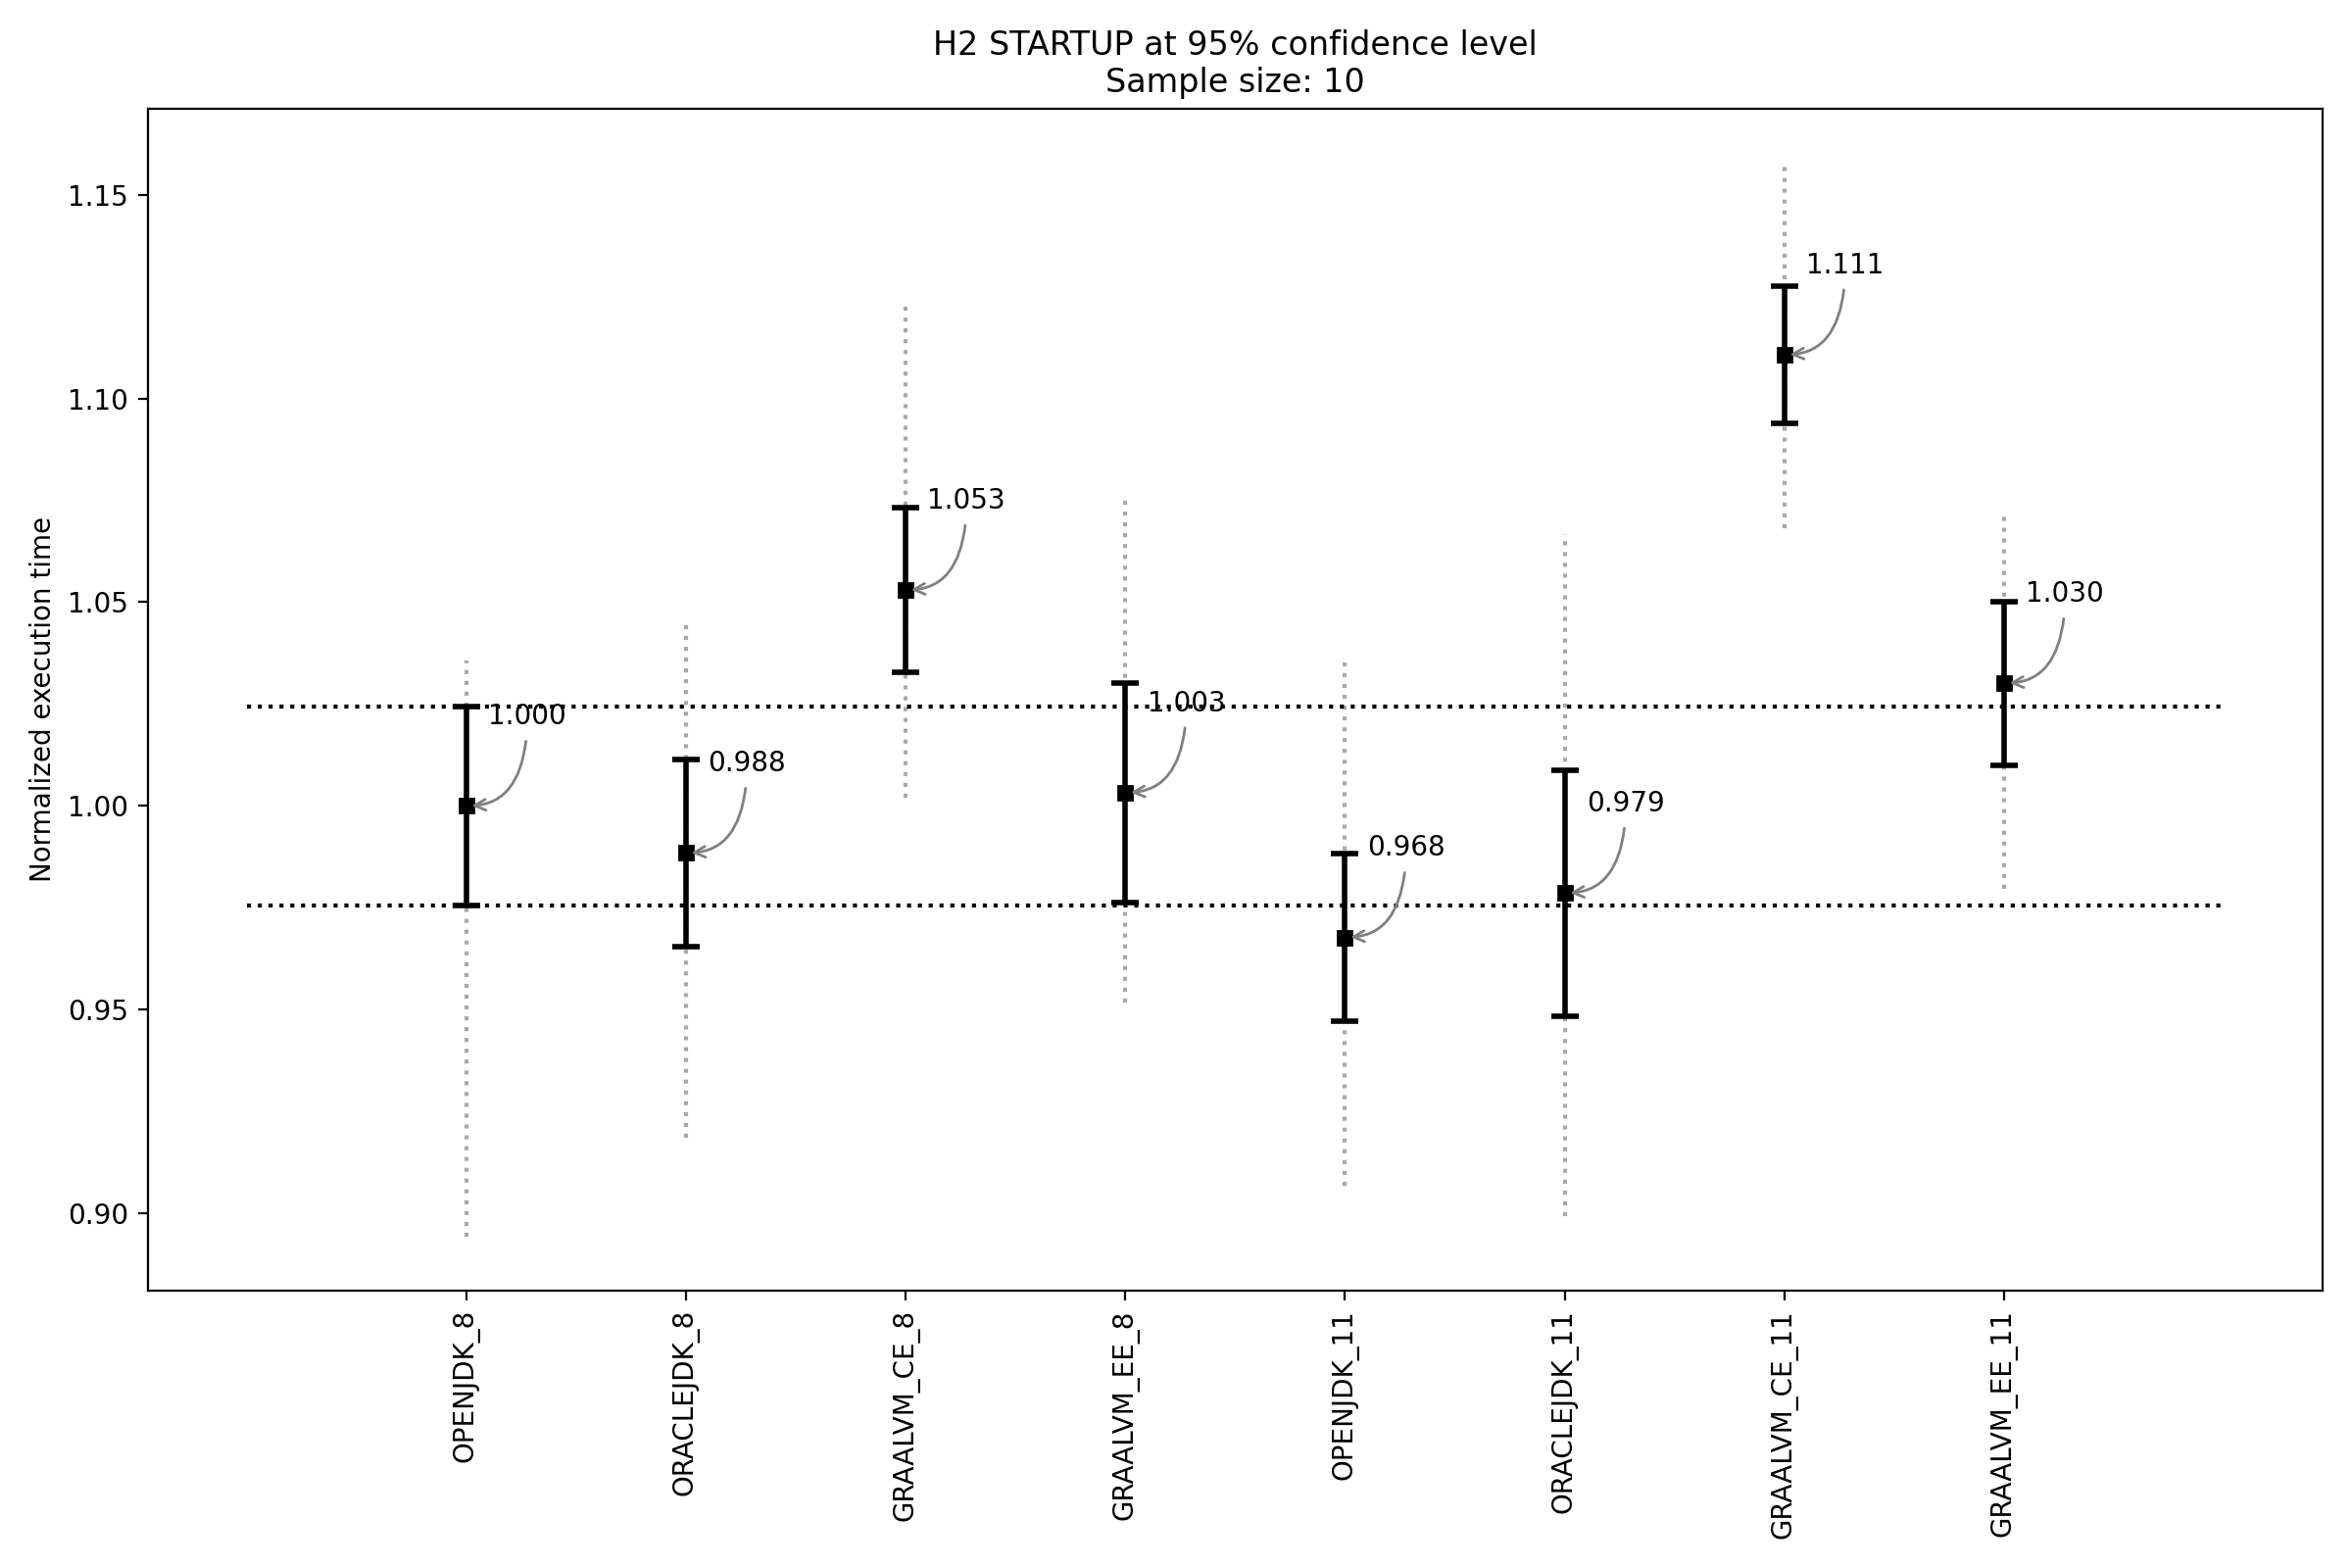 H2 STARTUP at 95% confidence level
Sample size: 10
Normalized execution time
1.15
1.10
1.05
1.00
0.95
0.90
1.000
0.988
1.053
1.003
0.968
0.979
1.111
1.030
OPENJDK_8
ORACLEJDK_8
GRAALVM_CE_8
GRAALVM_EE_8
OPENJDK_11
ORACLEJDK_11
GRAALVM_CE_11
GRAALVM_EE_11